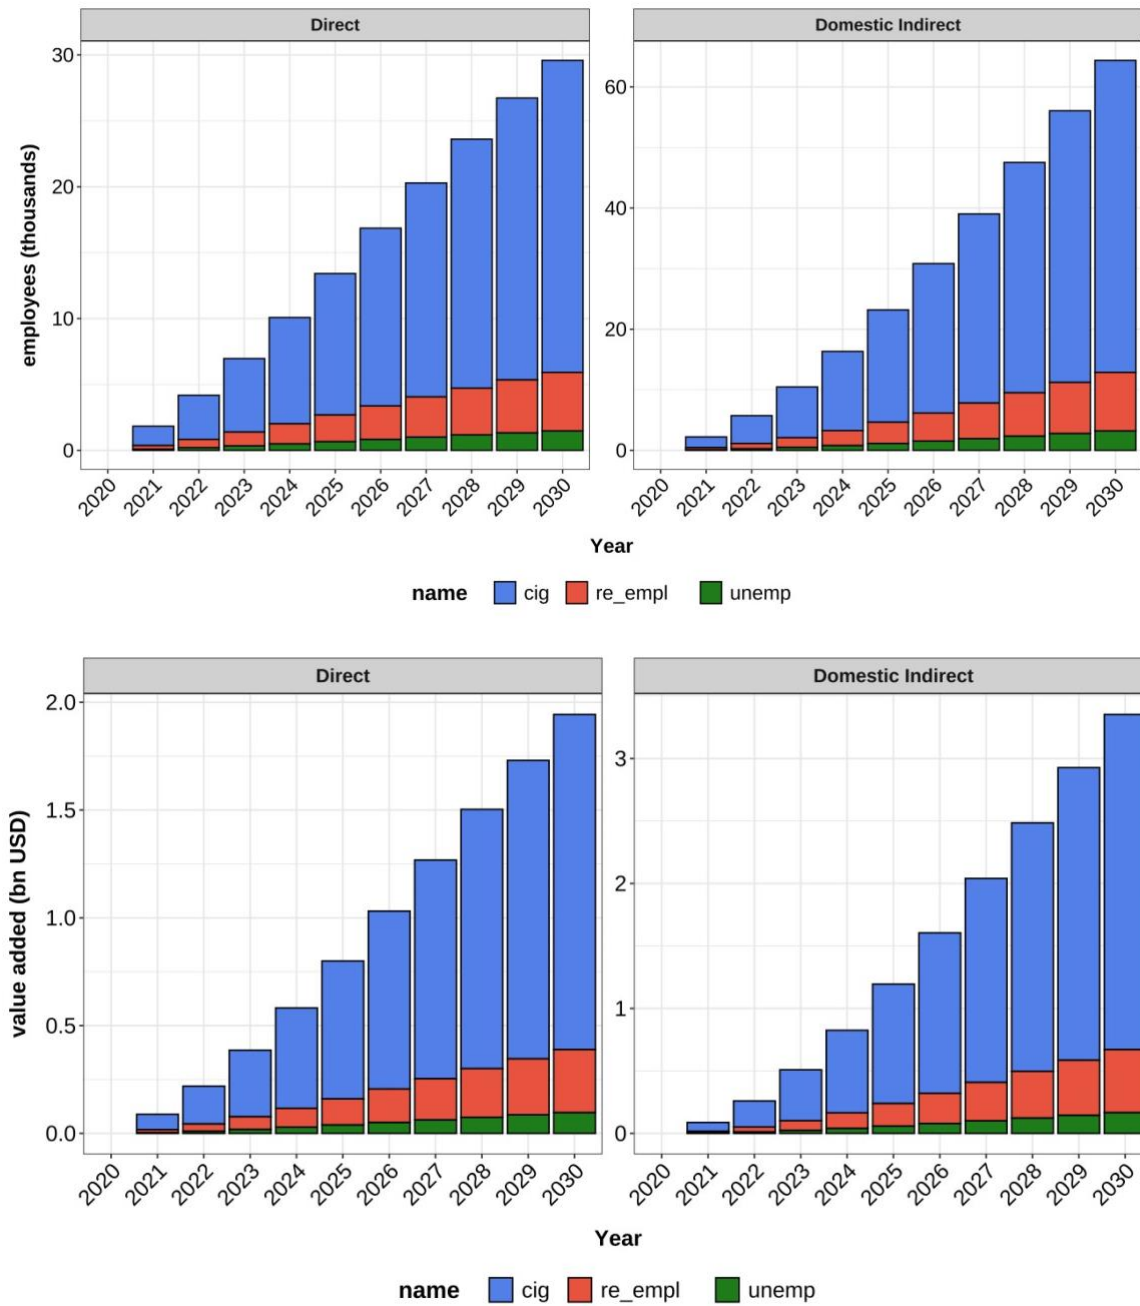 Direct
Domestic Indirect
employees (thousands)
30
20
10
0
60
40
20
0
2020 2021 2022 2023 2024 2025 2026 2027 2028 2029 2030
2020 2021 2022 2023 2024 2025 2026 2027 2028 2029 2030
Year
name cig re_empl unemp
Direct
Domestic Indirect
value added (bn USD)
2.0
1.5
1.0
0.5
0.0
3
2
1
0
2020 2021 2022 2023 2024 2025 2026 2027 2028 2029 2030
2020 2021 2022 2023 2024 2025 2026 2027 2028 2029 2030
Year
name cig re_empl unemp